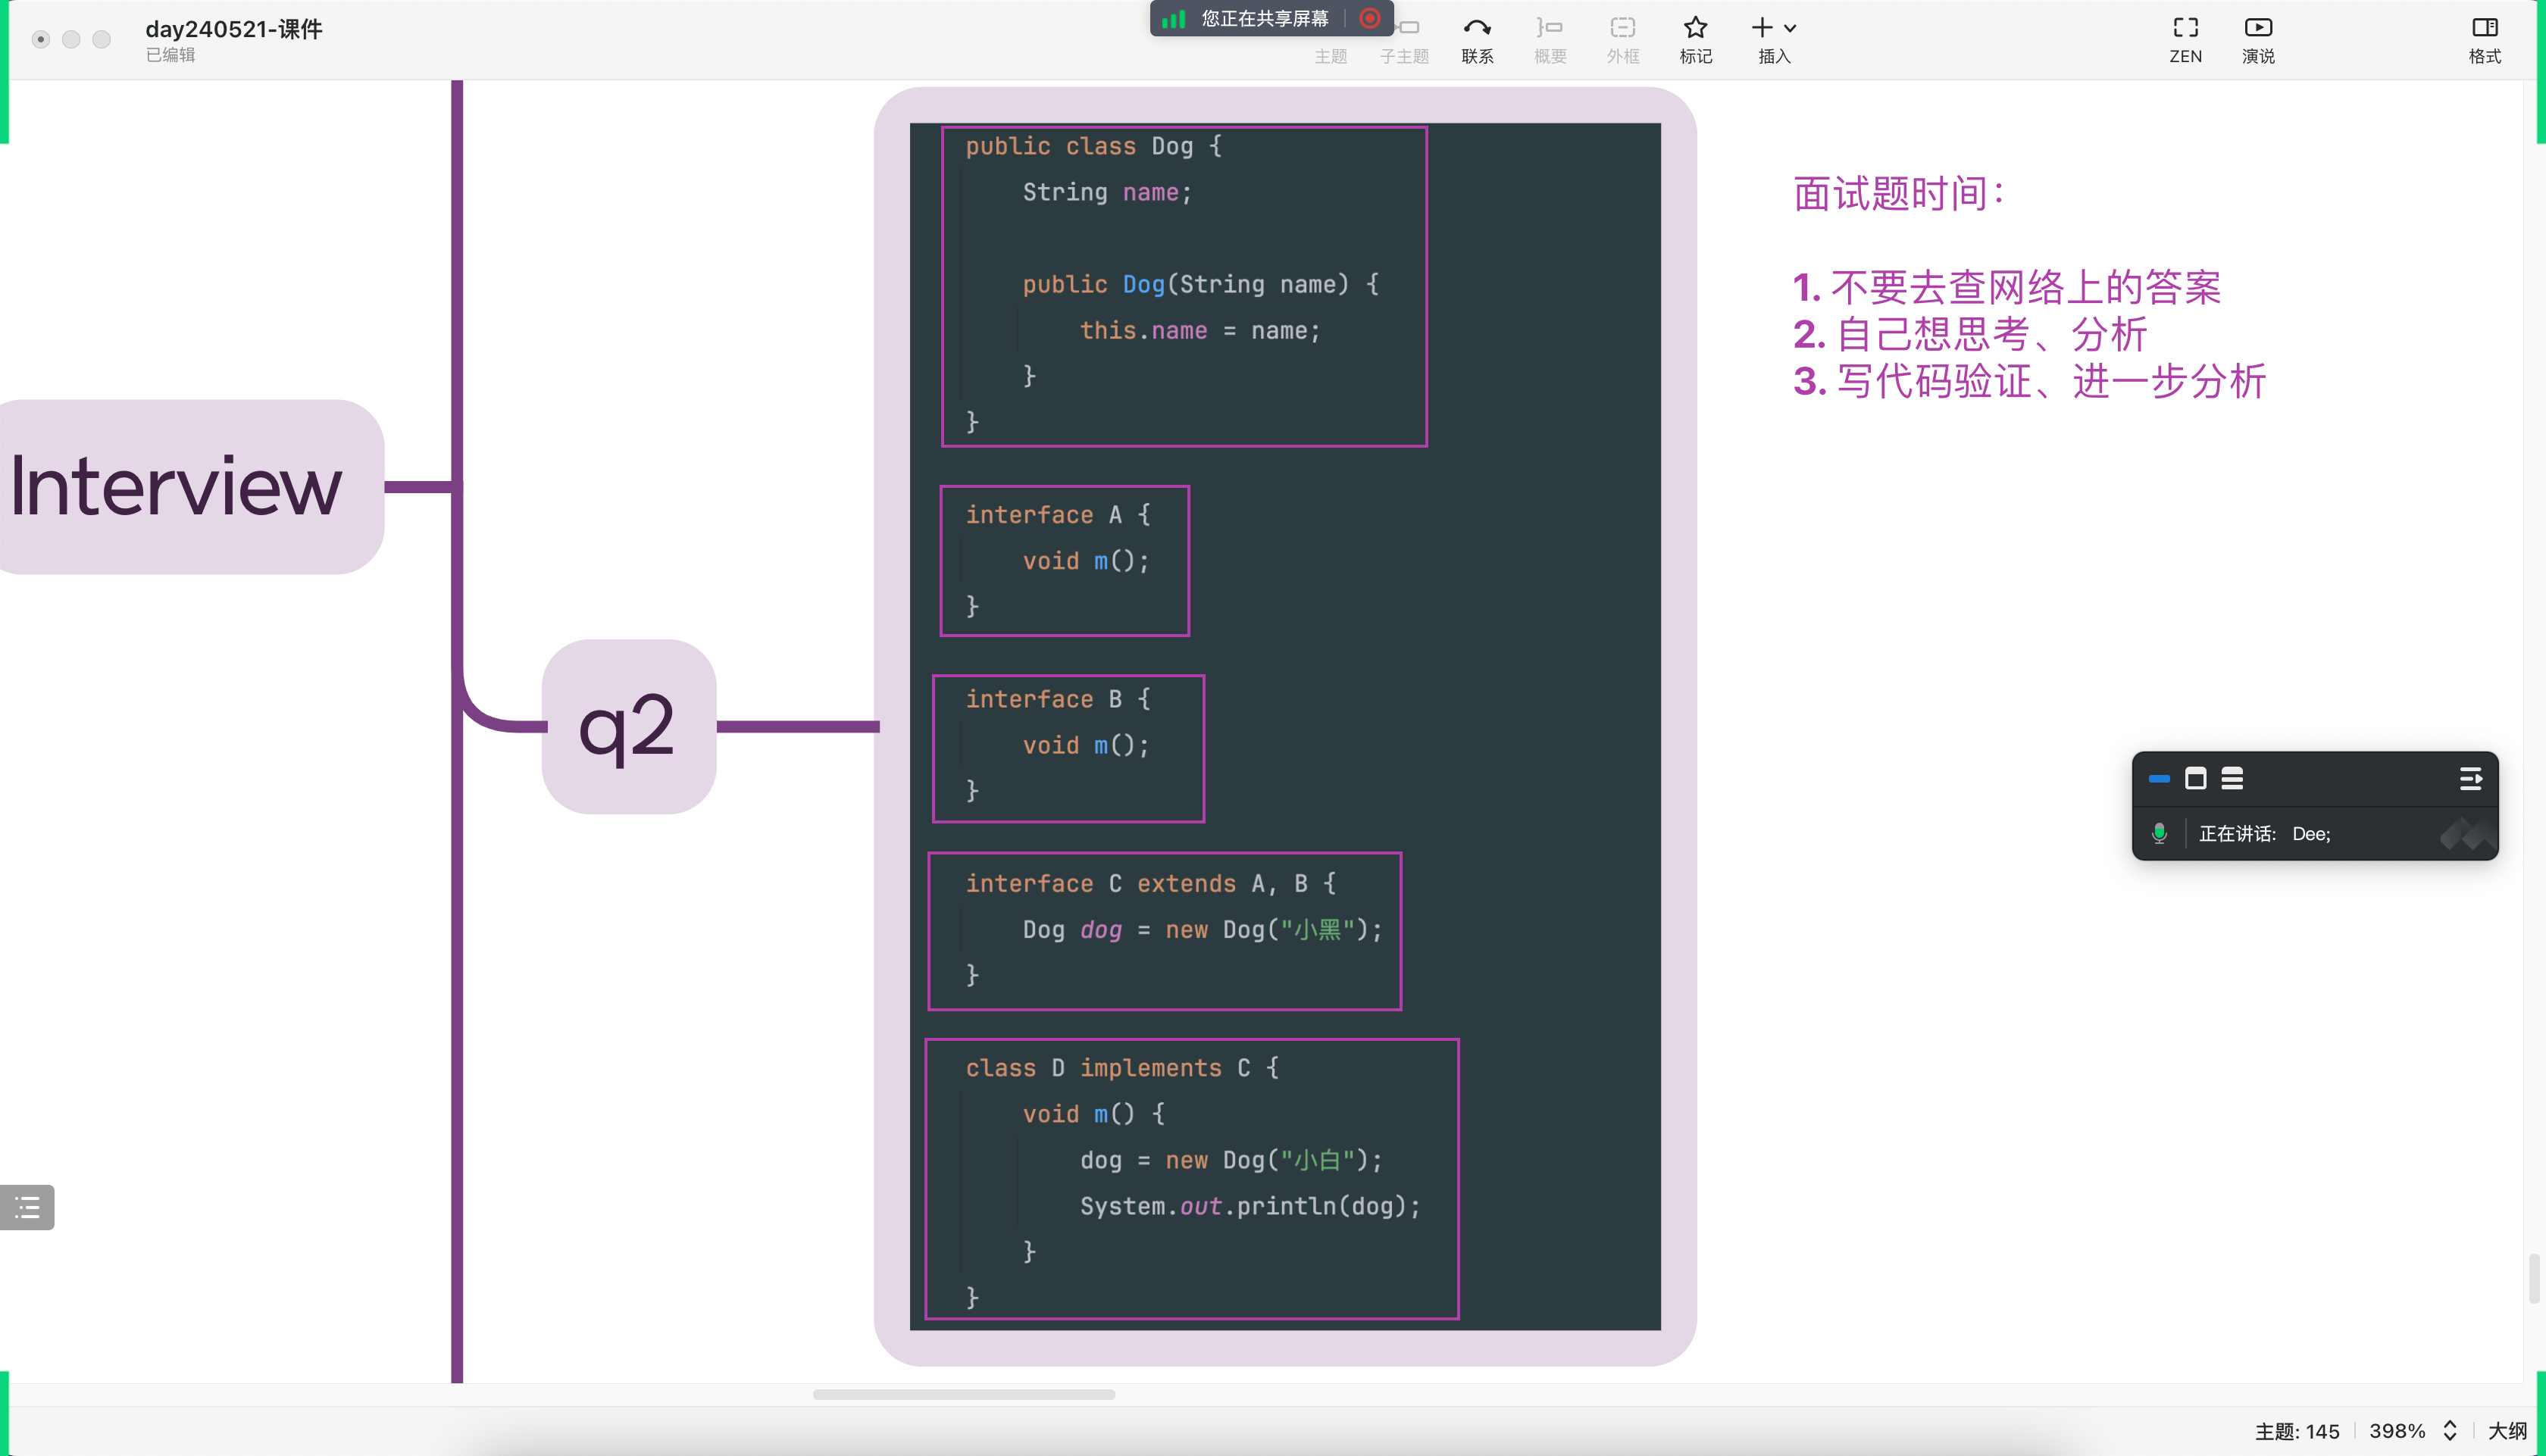 day240521-课件
已编辑
您正在共享屏幕
主题
子主题
联系
概要
外框
标记
插入
ZEN
演说
格式
Interview
q2
public class Dog {
String name;
public Dog(String name) {
this.name = name;
}
}
interface A {
void m();
}
interface B {
void m();
}
interface C extends A, B {
Dog dog = new Dog("小黑");
}
class D implements C {
void m() {
dog = new Dog("小白");
System.out.println(dog);
}
}
面试题时间：
1. 不要去查网络上的答案
2. 自己想思考、分析
3. 写代码验证、进一步分析
正在讲话: Dee;
主题: 145
398%
大纲